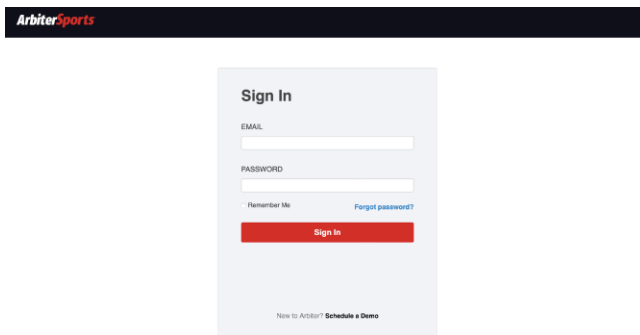 ArbiterSports
Sign In
EMAIL
PASSWORD
Remember Me
Forgot password?
Sign In
New to Arbiter? Schedule a Demo